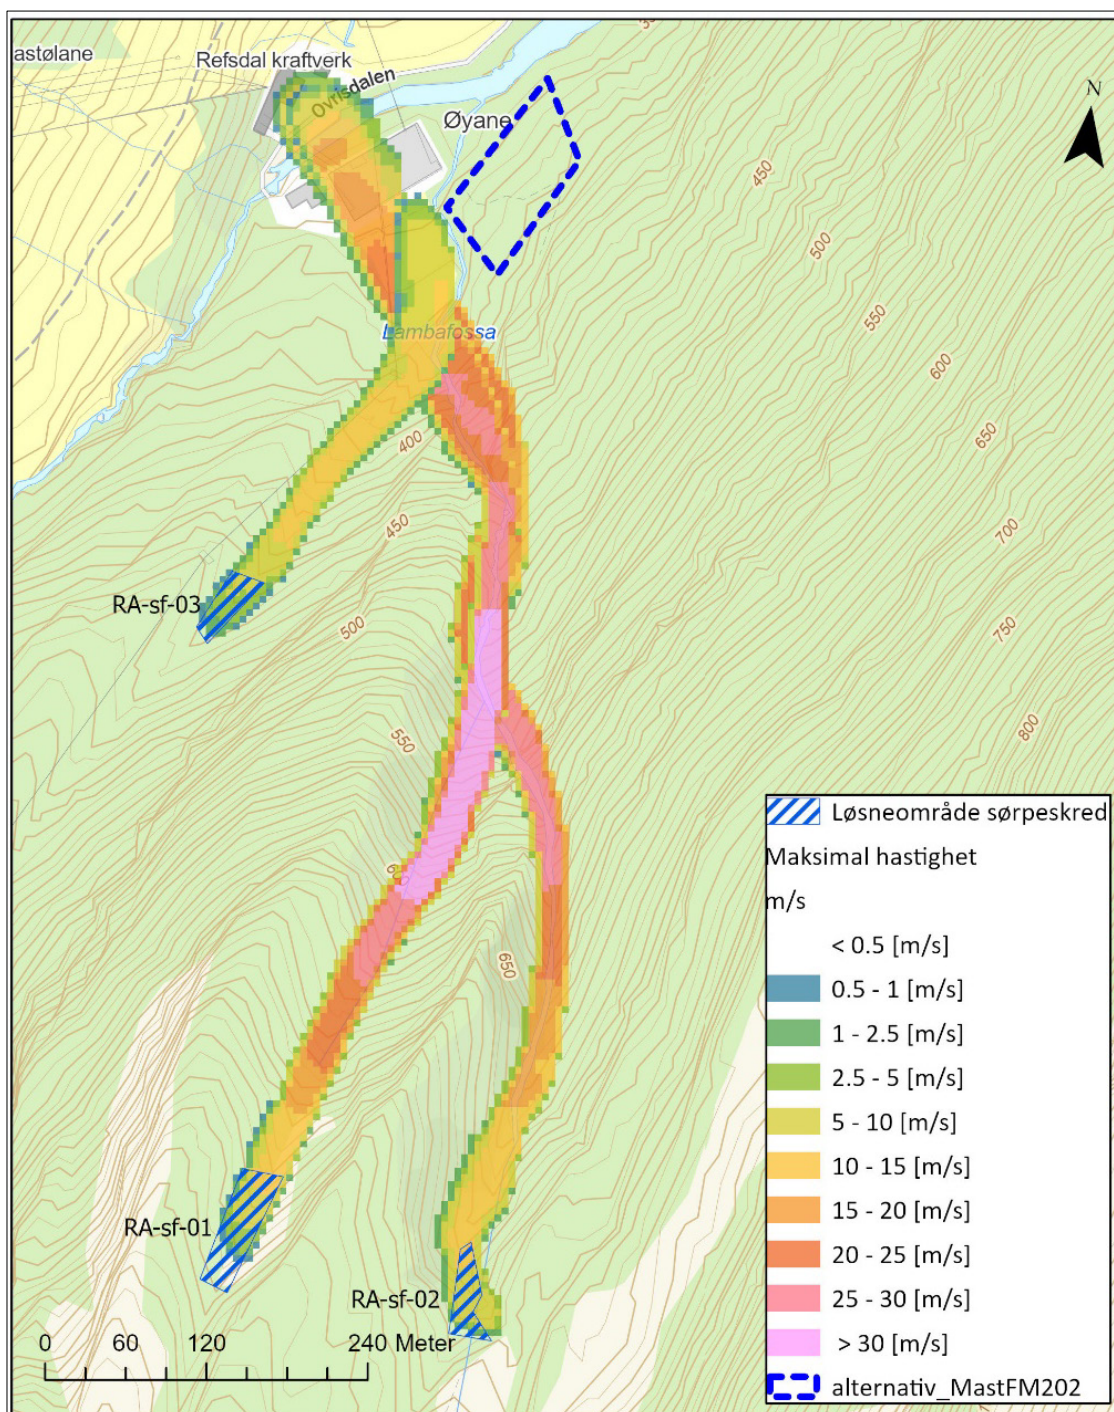 astølane
Refsdal kraftverk
Ovrisdalen
Øyane
N
450
500
550
600
650
700
750
800
Lambafossa
400
450
RA-sf-03
500
550
650
RA-sf-01
RA-sf-02
0 60 120 240 Meter
Løsneområde sørpeskred
Maksimal hastighet
m/s
< 0.5 [m/s]
0.5 - 1 [m/s]
1 - 2.5 [m/s]
2.5 - 5 [m/s]
5 - 10 [m/s]
10 - 15 [m/s]
15 - 20 [m/s]
20 - 25 [m/s]
25 - 30 [m/s]
> 30 [m/s]
alternativ_MastFM202